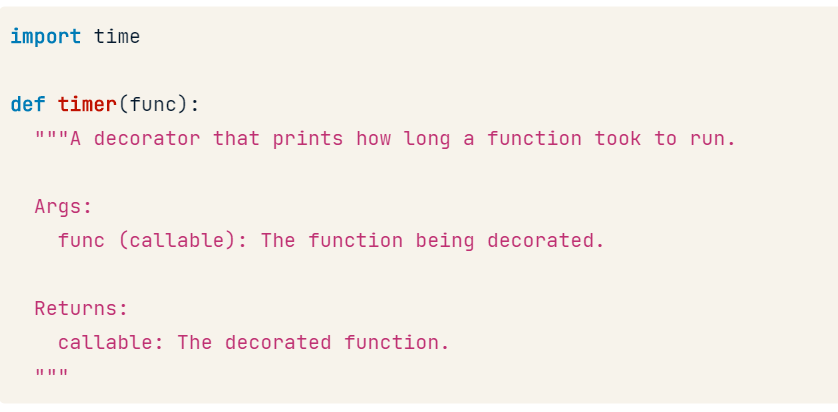 import time
def timer(func):
"""A decorator that prints how long a function took to run.
Args:
func (callable): The function being decorated.
Returns:
callable: The decorated function.
"""